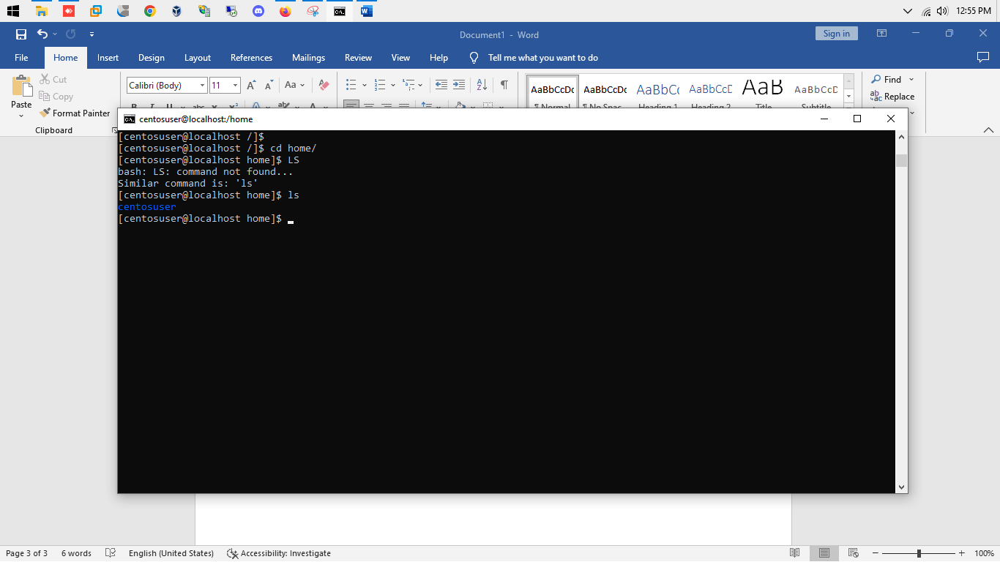 12:55 PM
Document1 - Word
Sign in
File Home Insert Design Layout References Mailings Review View Help Tell me what you want to do
Paste
Cut
Copy
Format Painter
Clipboard
Calibri (Body) 11
Aa
AaBbCcDc AaBbCcDc AaBbCc AaBbCcD AaB AaBbCcD
¶ Normal ¶ No Spac... Heading 1 Heading 2 Title Subtitle
Find
Replace
centosuser@localhost:/home
[centosuser@localhost /]$
[centosuser@localhost /]$ cd home/
[centosuser@localhost home]$ LS
bash: LS: command not found...
Similar command is: 'ls'
[centosuser@localhost home]$ ls
centosuser
[centosuser@localhost home]$
Page 3 of 3 6 words English (United States) Accessibility: Investigate 100%